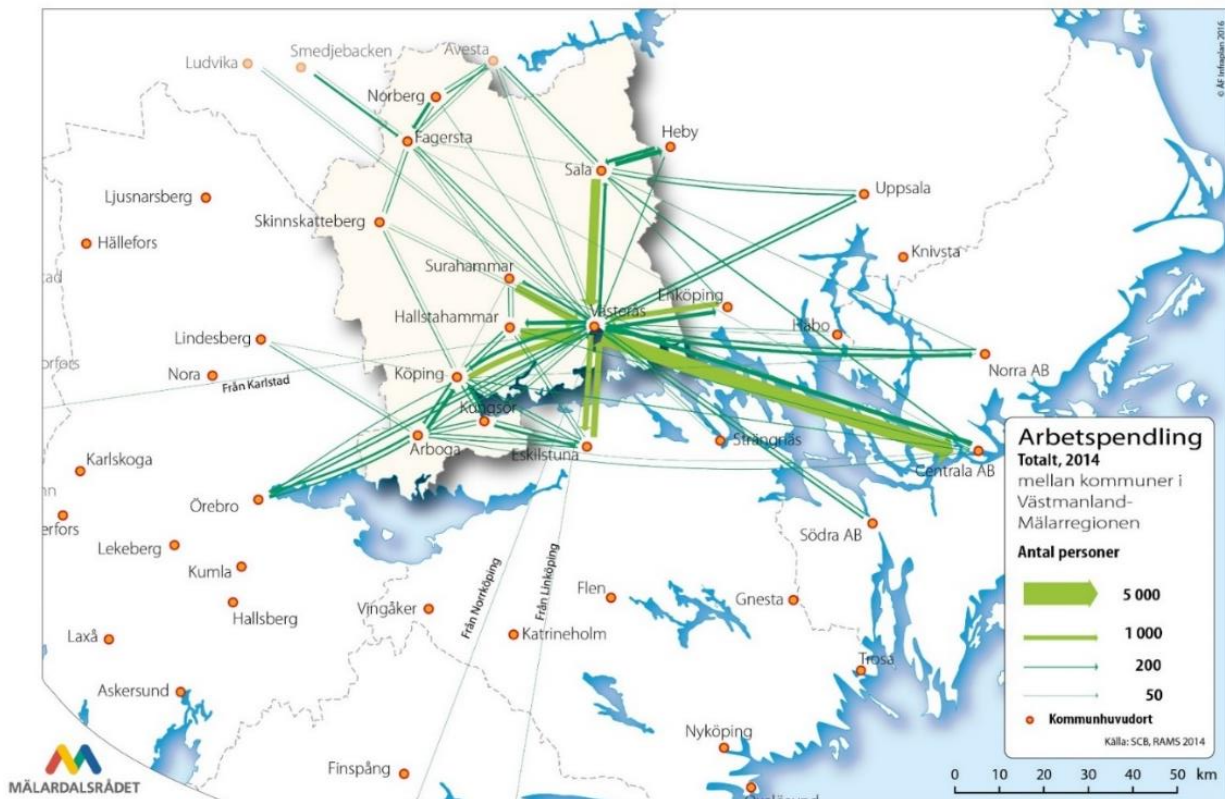 © ÅF Infraplan 2016
Ludvika
Smedjebacken
Avesta
Norberg
Fagersta
Heby
Sala
Ljusnarsberg
Uppsala
Skinnskatteberg
Hällefors
Knivsta
Surahammar
Enköping
Västerås
Hallstahammar
Håbo
Lindesberg
Norra AB
Köping
Nora
Från Karlstad
Kungsör
Arboga
Eskilstuna
Strängnäs
Centrala AB
Karlskoga
Örebro
Södra AB
Lekeberg
Kumla
Hallsberg
Vingåker
Från Norrköping
Från Linköping
Flen
Gnesta
Katrineholm
Laxå
Askersund
Trosa
Nyköping
Finspång
MÄLARDALSRÅDET
Arbetspendling
Totalt, 2014
mellan kommuner i
Västmanland-
Mälarregionen
Antal personer
5 000
1 000
200
50
Kommunhuvudort
Källa: SCB, RAMS 2014
0 10 20 30 40 50 km